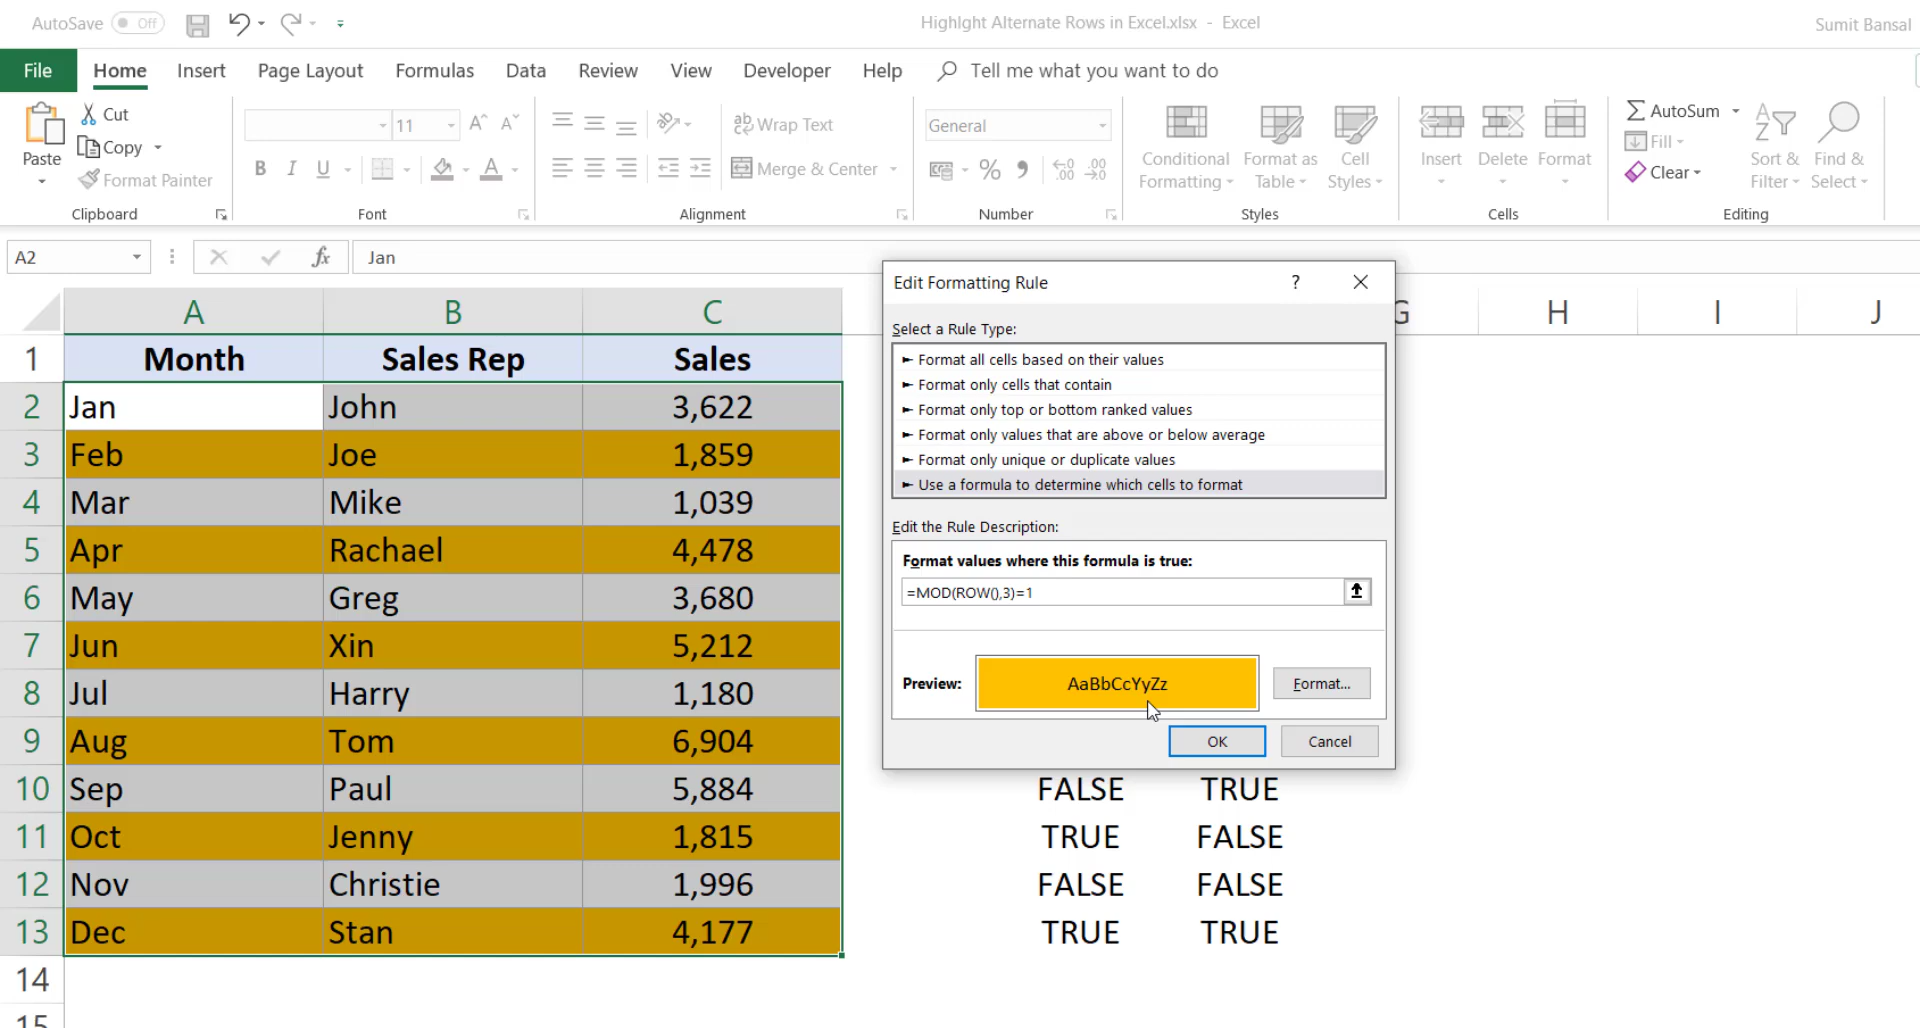 AutoSave Off
Highlght Alternate Rows in Excel.xlsx - Excel
Sumit Bansal
File Home Insert Page Layout Formulas Data Review View Developer Help Tell me what you want to do
Paste
Cut
Copy
Format Painter
Clipboard
11
B I U
Font
Wrap Text
Merge & Center
Alignment
General
Number
Conditional Formatting
Format as Table
Cell Styles
Styles
Insert Delete Format
Cells
AutoSum
Fill
Clear
Sort & Filter
Find & Select
Editing
A2 fx Jan
A B C G H I J
1 Month Sales Rep Sales
2 Jan John 3,622
3 Feb Joe 1,859
4 Mar Mike 1,039
5 Apr Rachael 4,478
6 May Greg 3,680
7 Jun Xin 5,212
8 Jul Harry 1,180
9 Aug Tom 6,904
10 Sep Paul 5,884 FALSE TRUE
11 Oct Jenny 1,815 TRUE FALSE
12 Nov Christie 1,996 FALSE FALSE
13 Dec Stan 4,177 TRUE TRUE
14
15
Edit Formatting Rule ?
Select a Rule Type:
► Format all cells based on their values
► Format only cells that contain
► Format only top or bottom ranked values
► Format only values that are above or below average
► Format only unique or duplicate values
► Use a formula to determine which cells to format
Edit the Rule Description:
Format values where this formula is true:
=MOD(ROW(),3)=1
Preview: AaBbCcYyZz Format...
OK Cancel